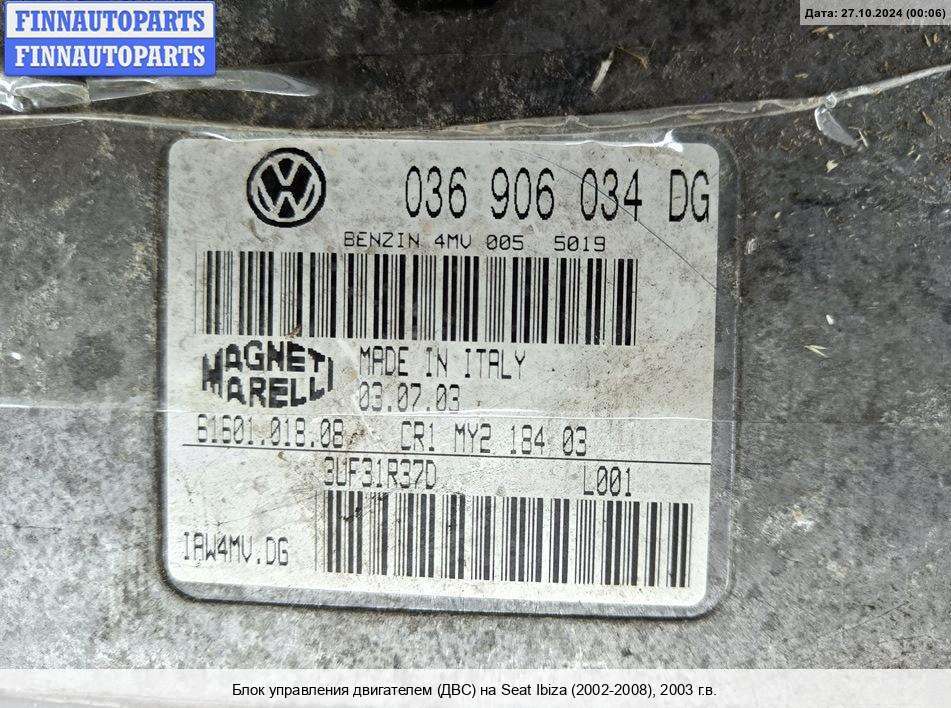 FINNAUTOPARTS
FINNAUTOPARTS
Дата: 27.10.2024 (00:06)
036 906 034 DG
BENZIN 4MV 005 5019
MAGNETI
MARELLI
MADE IN ITALY
03.07.03
61601.018.08 CR1 MY2 184 03
3UF31R37D L001
IAW4MV.DG
Блок управления двигателем (ДВС) на Seat Ibiza (2002-2008), 2003 г.в.